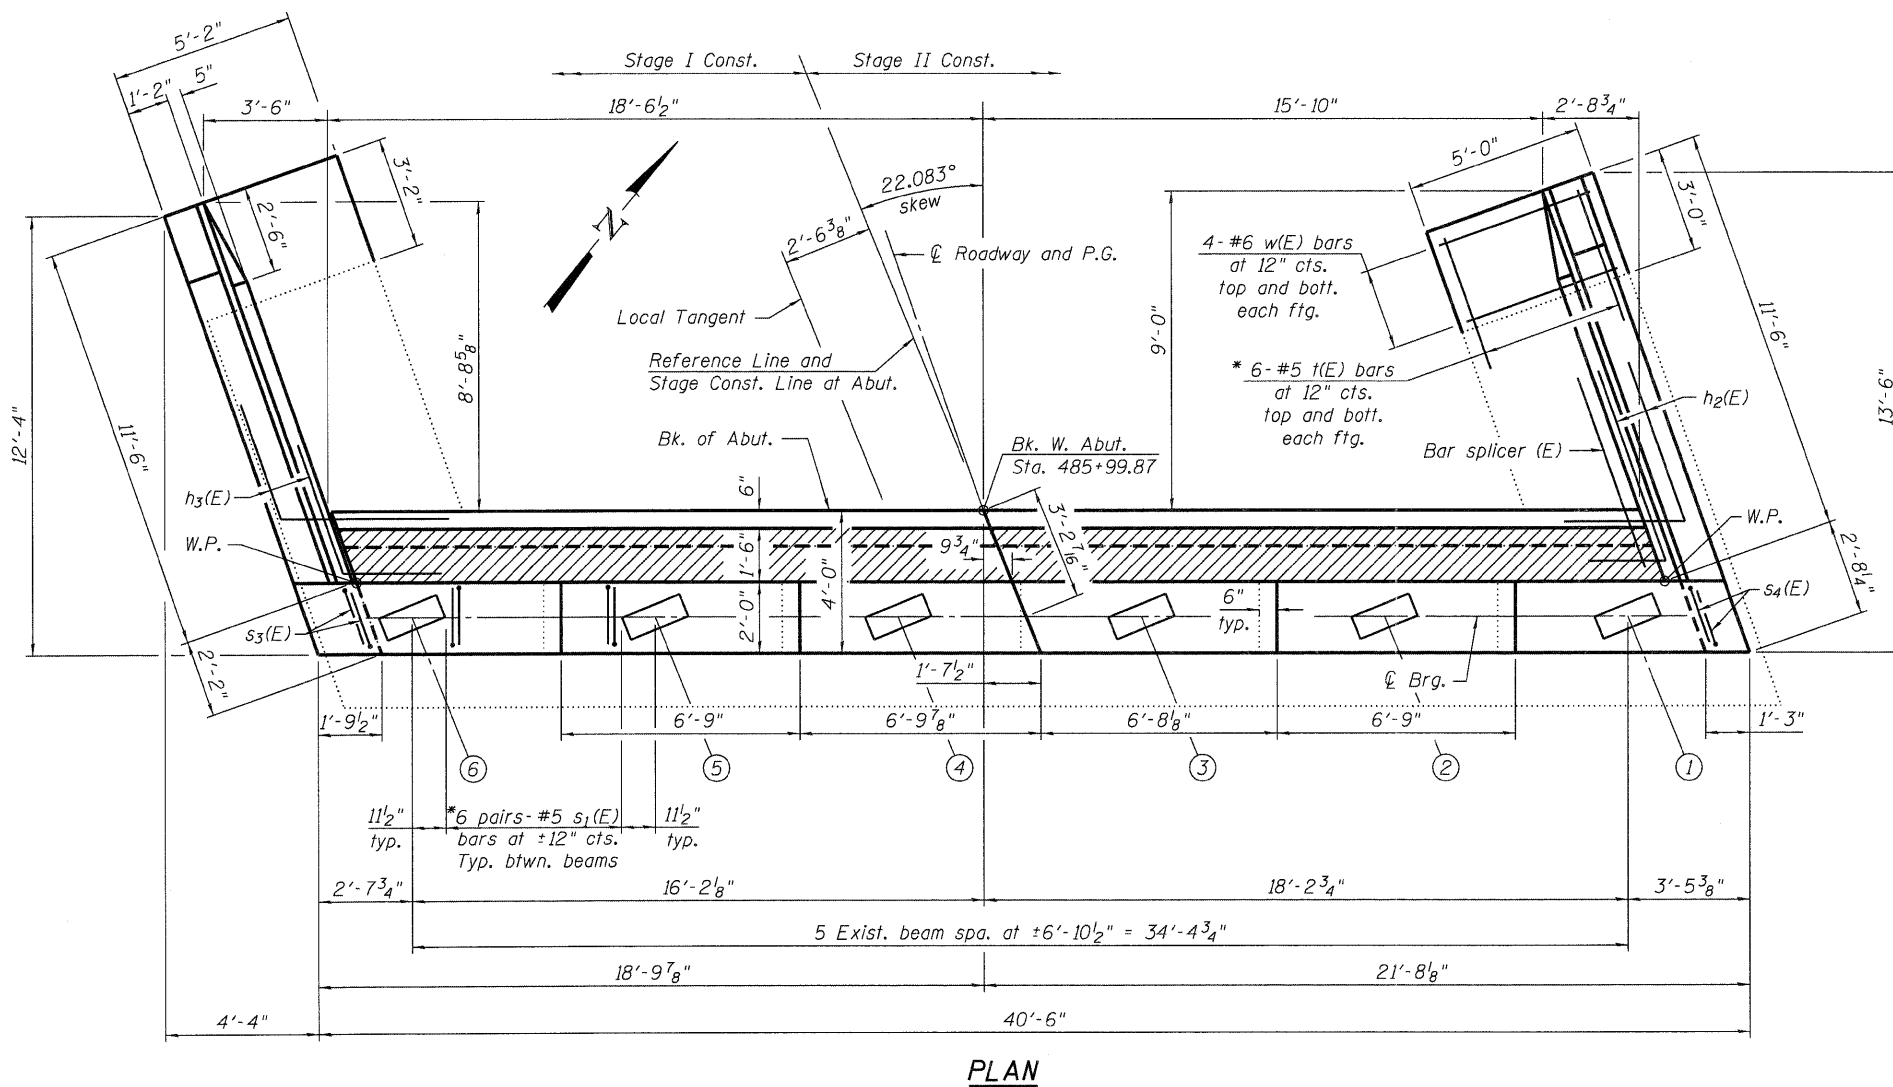 5'-2"
1'-2"
5"
3'-6"
Stage I Const.
Stage II Const.
18'-6½"
15'-10"
2'-8¾"
3'-2"
2'-6"
22.083°
skew
N
2'-6⅜"
℄ Roadway and P.G.
Local Tangent
Reference Line and
Stage Const. Line at Abut.
5'-0"
3'-0"
4-#6 w(E) bars
at 12" cts.
top and bott.
each ftg.
9'-0"
11'-6"
13'-6"
* 6-#5 t(E) bars
at 12" cts.
top and bott.
each ftg.
h2(E)
Bar splicer (E)
12'-4"
11'-6"
8'-8⅝"
Bk. of Abut.
Bk. W. Abut.
Sta. 485+99.87
h3(E)
6"
W.P.
1'-6"
9¾"
3'-2 7/16"
W.P.
2'-8¼"
4'-0"
2'-0"
6"
typ.
s3(E)
s4(E)
2'-2"
1'-7½"
℄ Brg.
1'-9½"
6'-9"
6'-9⅞"
6'-8⅛"
6'-9"
1'-3"
6
5
4
3
2
1
11½"
typ.
*6 pairs-#5 s1(E)
bars at ±12" cts.
Typ. btwn. beams
11½"
typ.
2'-7¾"
16'-2⅛"
18'-2¾"
3'-5⅜"
5 Exist. beam spa. at ±6'-10½" = 34'-4¾"
18'-9⅞"
21'-8⅛"
4'-4"
40'-6"
PLAN